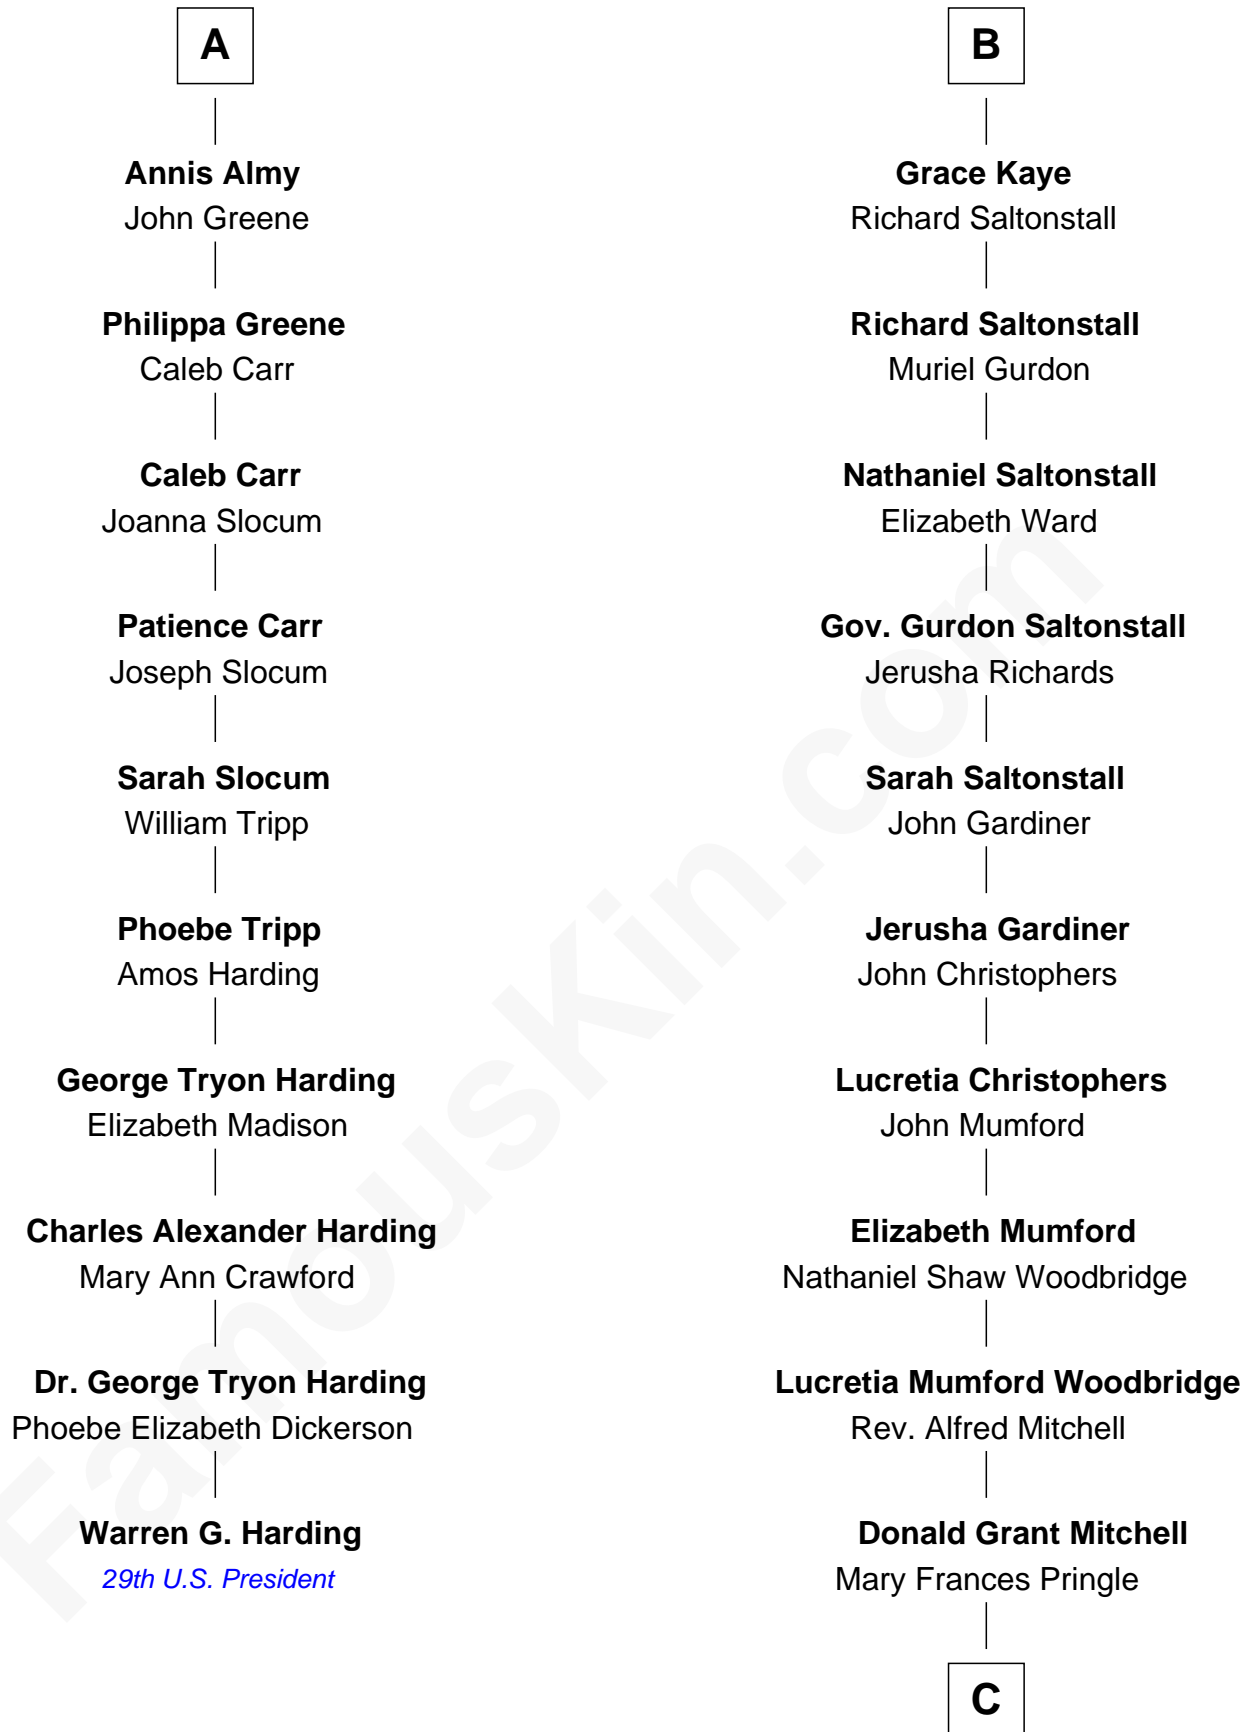 A
Annis Almy
John Greene
Philippa Greene
Caleb Carr
Caleb Carr
Joanna Slocum
Patience Carr
Joseph Slocum
Sarah Slocum
William Tripp
Phoebe Tripp
Amos Harding
George Tryon Harding
Elizabeth Madison
Charles Alexander Harding
Mary Ann Crawford
Dr. George Tryon Harding
Phoebe Elizabeth Dickerson
Warren G. Harding
29th U.S. President
B
Grace Kaye
Richard Saltonstall
Richard Saltonstall
Muriel Gurdon
Nathaniel Saltonstall
Elizabeth Ward
Gov. Gurdon Saltonstall
Jerusha Richards
Sarah Saltonstall
John Gardiner
Jerusha Gardiner
John Christophers
Lucretia Christophers
John Mumford
Elizabeth Mumford
Nathaniel Shaw Woodbridge
Lucretia Mumford Woodbridge
Rev. Alfred Mitchell
Donald Grant Mitchell
Mary Frances Pringle
C
FamousKin.com